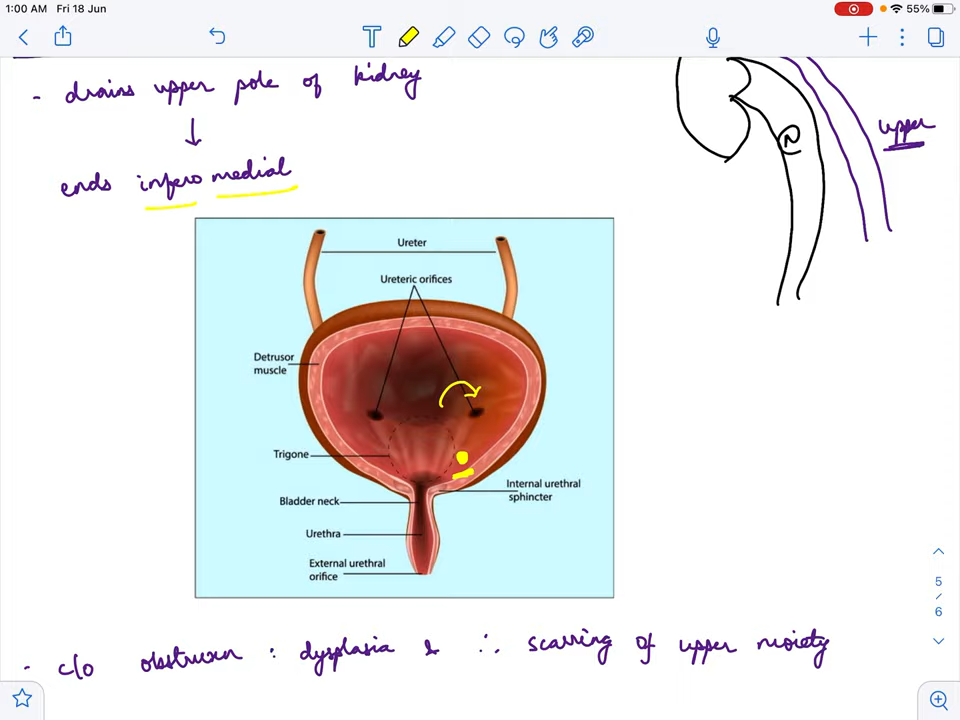 1:00 AM Fri 18 Jun
55%
T
- drains upper pole of kidney
↓
ends infero medial
N
upper
Ureter
Ureteric orifices
Detrusor
muscle
Trigone
Internal urethral
sphincter
Bladder neck
Urethra
External urethral
orifice
5
/
6
- c/o obstruxn : dysplasia & ∴ scarring of upper moiety